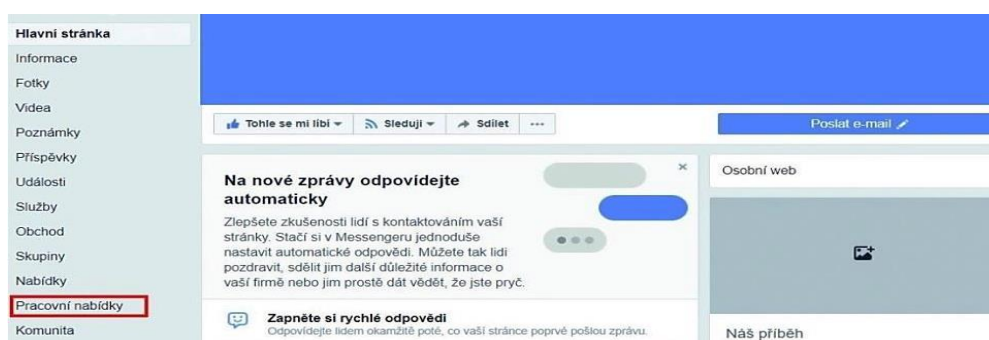 Hlavní stránka
Informace
Fotky
Videa
Poznámky
Příspěvky
Události
Služby
Obchod
Skupiny
Nabídky
Pracovní nabídky
Komunita
Tohle se mi líbí
Sleduji
Sdílet
Poslat e-mail
Na nové zprávy odpovídejte
automaticky
Zlepšete zkušenosti lidí s kontaktováním vaší
stránky. Stačí si v Messengeru jednoduše
nastavit automatické odpovědi. Můžete tak lidi
pozdravit, sdělit jim další důležité informace o
vaší firmě nebo jim prostě dát vědět, že jste pryč.
Zapněte si rychlé odpovědi
Odpovídejte lidem okamžitě poté, co vaší stránce poprvé pošlou zprávu.
Osobní web
Náš příběh